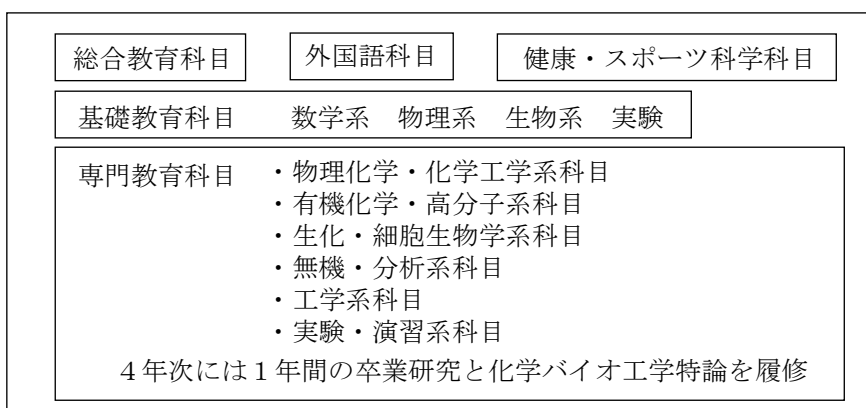 総合教育科目 外国語科目 健康・スポーツ科学科目
基礎教育科目 数学系 物理系 生物系 実験
専門教育科目 ・物理化学・化学工学系科目
・有機化学・高分子系科目
・生化・細胞生物学系科目
・無機・分析系科目
・工学系科目
・実験・演習系科目
４年次には１年間の卒業研究と化学バイオ工学特論を履修